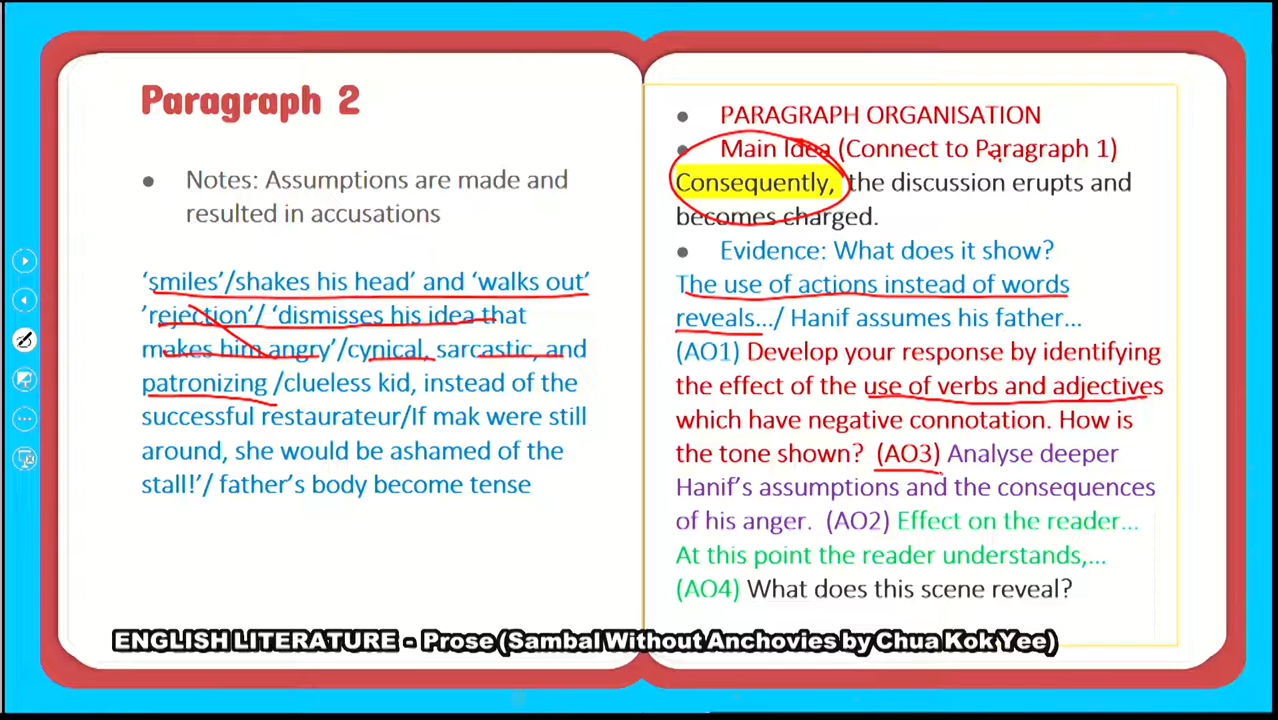 Paragraph 2
● Notes: Assumptions are made and
resulted in accusations
‘smiles’/shakes his head’ and ‘walks out’
’rejection’/ ‘dismisses his idea that
makes him angry’/cynical, sarcastic, and
patronizing /clueless kid, instead of the
successful restaurateur/If mak were still
around, she would be ashamed of the
stall!’/ father’s body become tense
● PARAGRAPH ORGANISATION
● Main Idea (Connect to Paragraph 1)
Consequently, the discussion erupts and
becomes charged.
● Evidence: What does it show?
The use of actions instead of words
reveals…/ Hanif assumes his father…
(AO1) Develop your response by identifying
the effect of the use of verbs and adjectives
which have negative connotation. How is
the tone shown? (AO3) Analyse deeper
Hanif’s assumptions and the consequences
of his anger. (AO2) Effect on the reader…
At this point the reader understands,…
(AO4) What does this scene reveal?
ENGLISH LITERATURE - Prose (Sambal Without Anchovies by Chua Kok Yee)